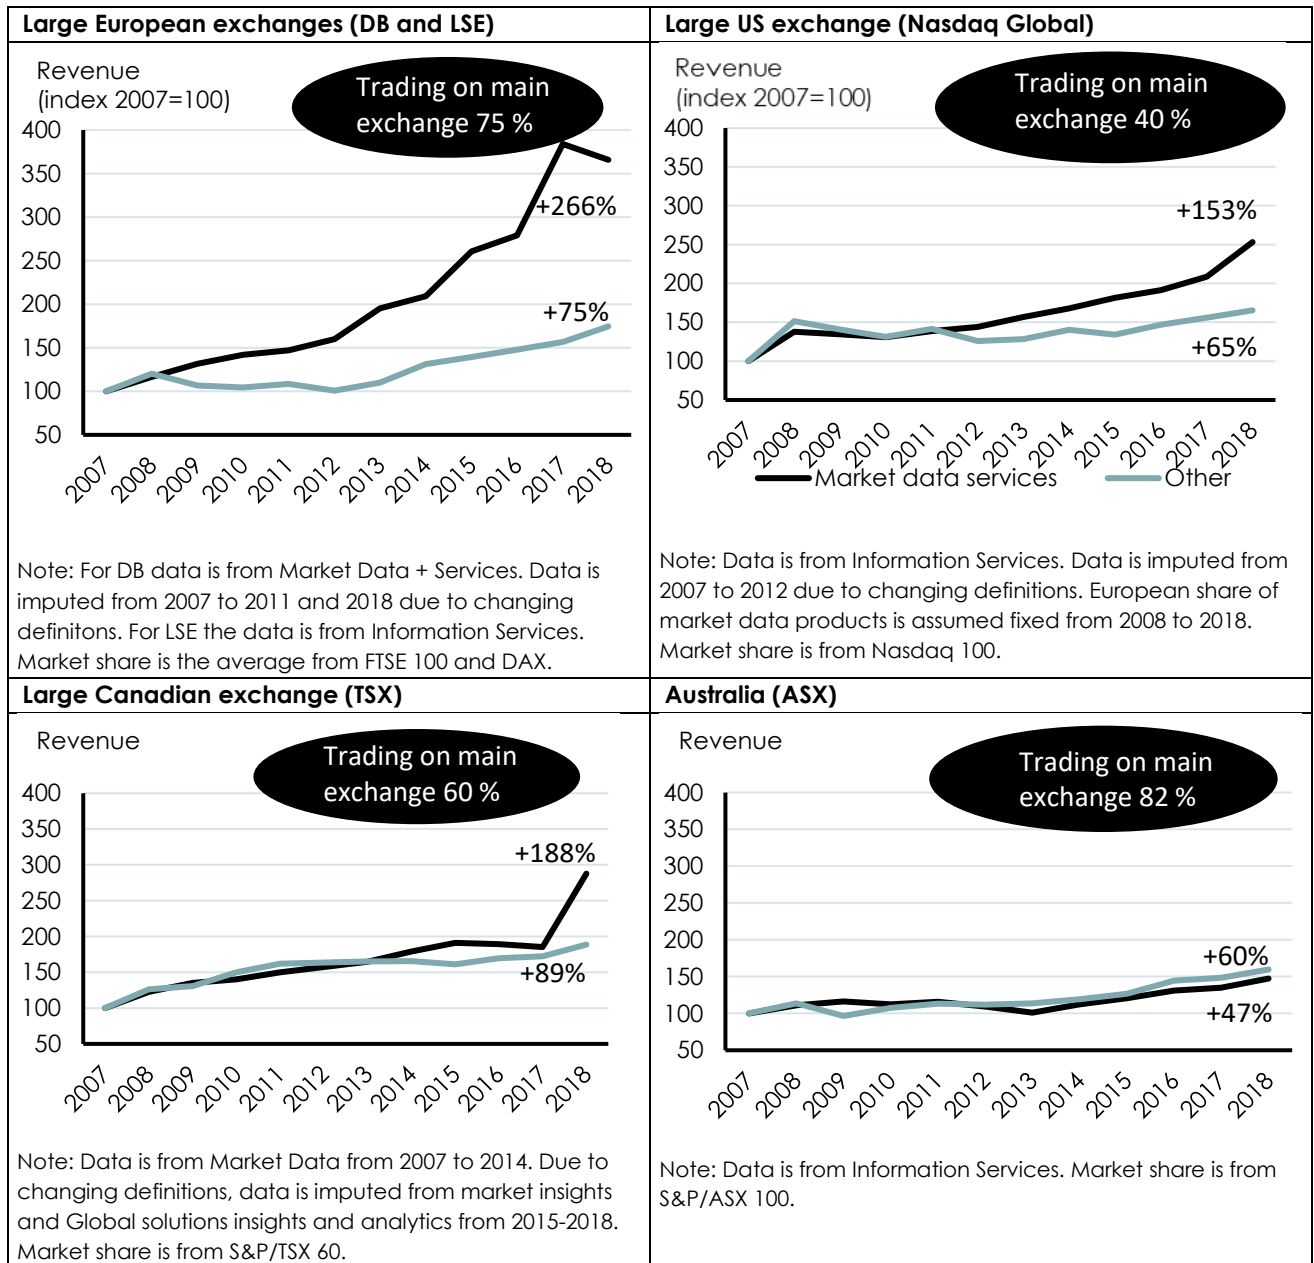 Large European exchanges (DB and LSE)
Revenue
(index 2007=100)
Trading on main
exchange 75 %
400
350
300
250
200
150
100
50
+266%
+75%
2007
2008
2009
2010
2011
2012
2013
2014
2015
2016
2017
2018
Note: For DB data is from Market Data + Services. Data is
imputed from 2007 to 2011 and 2018 due to changing
definitons. For LSE the data is from Information Services.
Market share is the average from FTSE 100 and DAX.
Large US exchange (Nasdaq Global)
Revenue
(index 2007=100)
Trading on main
exchange 40 %
400
350
300
250
200
150
100
50
+153%
+65%
2007
2008
2009
2010
2011
2012
2013
2014
2015
2016
2017
2018
Market data services
Other
Note: Data is from Information Services. Data is imputed from
2007 to 2012 due to changing definitions. European share of
market data products is assumed fixed from 2008 to 2018.
Market share is from Nasdaq 100.
Large Canadian exchange (TSX)
Revenue
Trading on main
exchange 60 %
400
350
300
250
200
150
100
50
+188%
+89%
2007
2008
2009
2010
2011
2012
2013
2014
2015
2016
2017
2018
Note: Data is from Market Data from 2007 to 2014. Due to
changing definitions, data is imputed from market insights
and Global solutions insights and analytics from 2015-2018.
Market share is from S&P/TSX 60.
Australia (ASX)
Revenue
Trading on main
exchange 82 %
400
350
300
250
200
150
100
50
+60%
+47%
2007
2008
2009
2010
2011
2012
2013
2014
2015
2016
2017
2018
Note: Data is from Information Services. Market share is from
S&P/ASX 100.